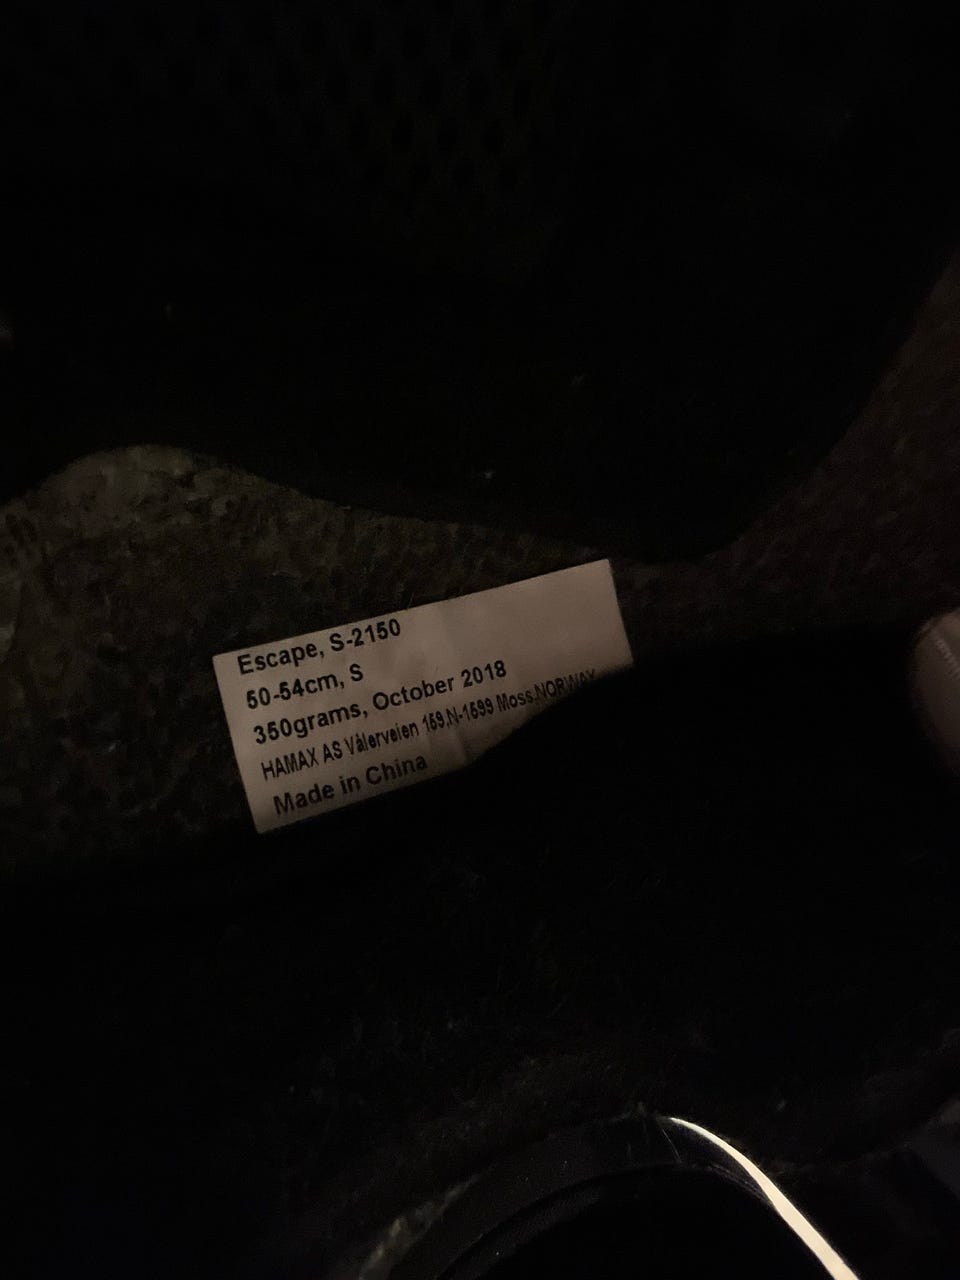 Escape, S-2150
50-54cm, S
350grams, October 2018
HAMAX AS Vålerveien 159,N-1599 Moss,NORWAY
Made in China